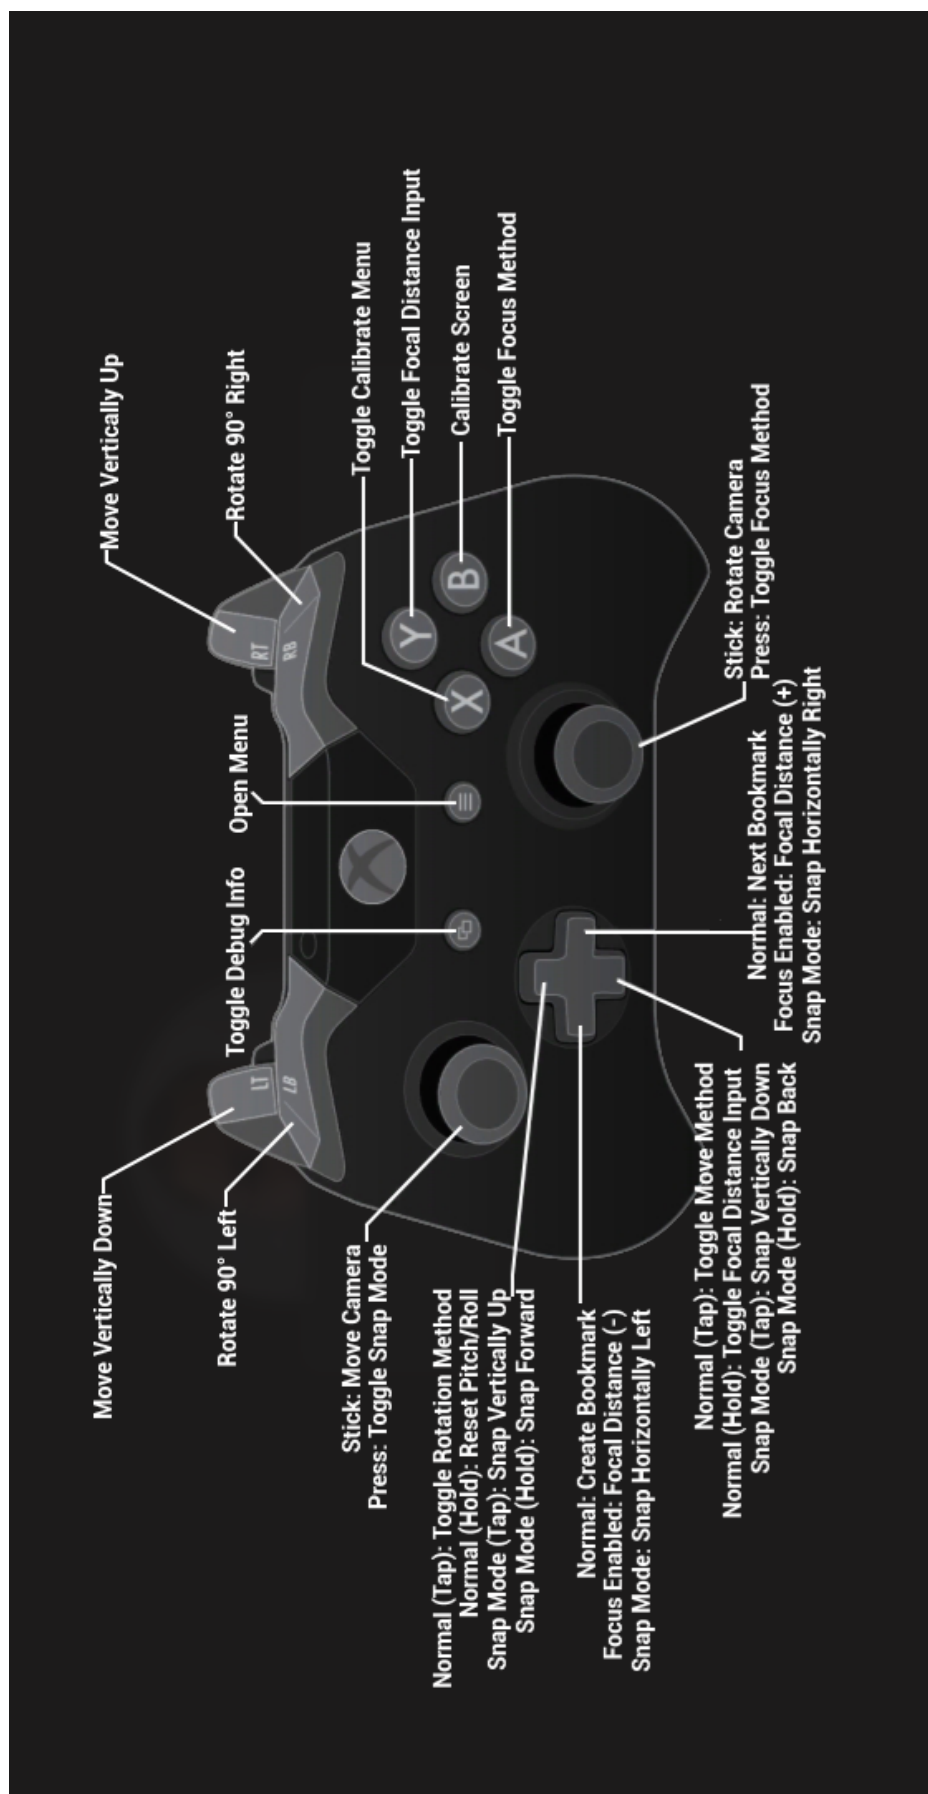 Move Vertically Down
Move Vertically Up
Rotate 90° Left
Toggle Debug Info
Open Menu
Rotate 90° Right
LT
RT
LB
RB
Stick: Move Camera
Press: Toggle Snap Mode
Toggle Calibrate Menu
Toggle Focal Distance Input
Calibrate Screen
Toggle Focus Method
Y
X
B
A
Normal (Tap): Toggle Rotation Method
Normal (Hold): Reset Pitch/Roll
Snap Mode (Tap): Snap Vertically Up
Snap Mode (Hold): Snap Forward
Normal: Create Bookmark
Focus Enabled: Focal Distance (-)
Snap Mode: Snap Horizontally Left
Normal (Tap): Toggle Move Method
Normal (Hold): Toggle Focal Distance Input
Snap Mode (Tap): Snap Vertically Down
Snap Mode (Hold): Snap Back
Normal: Next Bookmark
Focus Enabled: Focal Distance (+)
Snap Mode: Snap Horizontally Right
Stick: Rotate Camera
Press: Toggle Focus Method